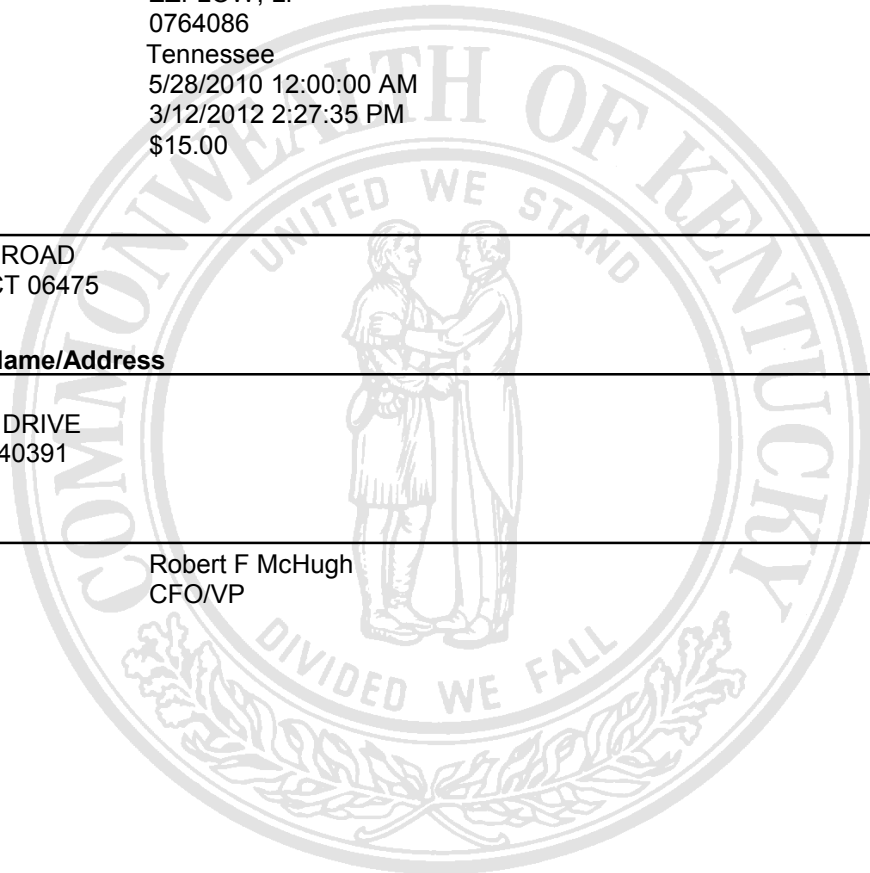 0764086
Tennessee
5/28/2010 12:00:00 AM
3/12/2012 2:27:35 PM
$15.00
ROAD
CT 06475
Name/Address
DRIVE
40391
Robert F McHugh
CFO/VP
COMMONWEALTH OF KENTUCKY
UNITED WE STAND
DIVIDED WE FALL